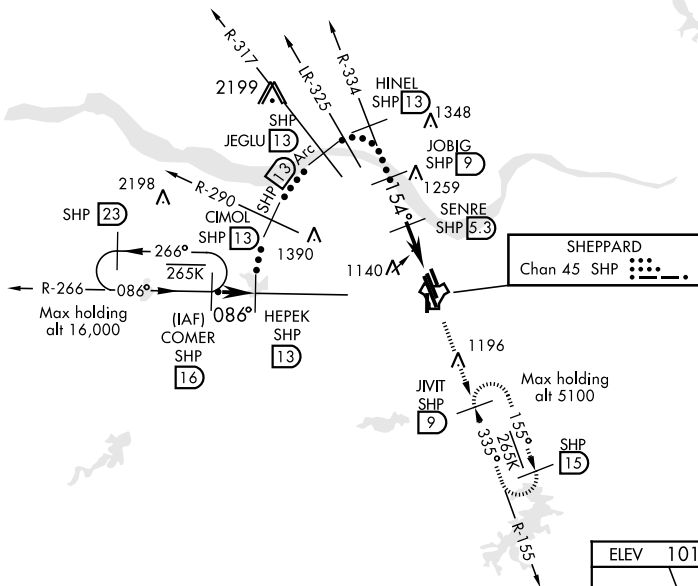 R-317
LR-325
R-334
2199
HINEL
SHP 13
1348
SHP
JEGLU 13
JOBIG
SHP 9
SHP 13 Arc
1259
2198
R-290
154°
SENRE
SHP 5.3
SHP 23
CIMOL
SHP 13
1390
266°
265K
1140
SHEPPARD
Chan 45 SHP
R-266
086°
Max holding
alt 16,000
086°
(IAF)
COMER
SHP
16
HEPEK
SHP
13
1196
Max holding
alt 5100
JIVIT
SHP
9
155°
265K
335°
SHP
15
R-155
ELEV 101